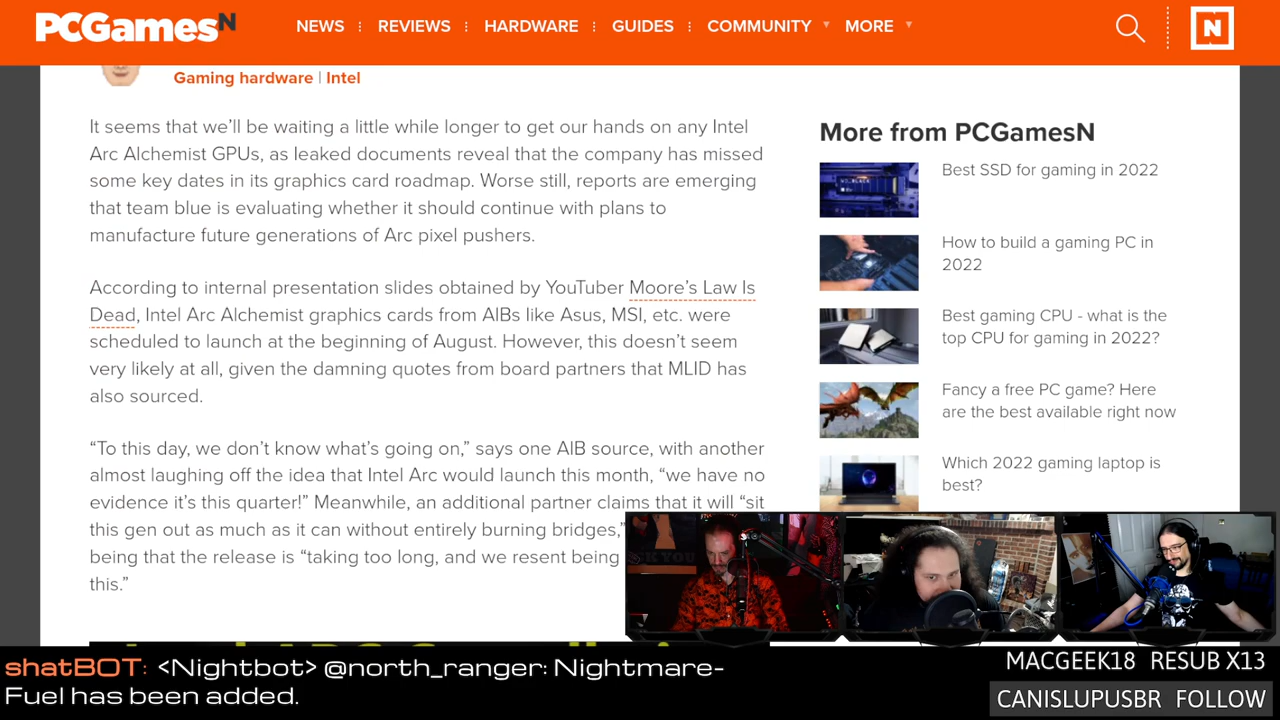 PCGamesN
NEWS
REVIEWS
HARDWARE
GUIDES
COMMUNITY
MORE
N
Gaming hardware | Intel
It seems that we’ll be waiting a little while longer to get our hands on any Intel
Arc Alchemist GPUs, as leaked documents reveal that the company has missed
some key dates in its graphics card roadmap. Worse still, reports are emerging
that team blue is evaluating whether it should continue with plans to
manufacture future generations of Arc pixel pushers.
According to internal presentation slides obtained by YouTuber Moore’s Law Is
Dead, Intel Arc Alchemist graphics cards from AIBs like Asus, MSI, etc. were
scheduled to launch at the beginning of August. However, this doesn’t seem
very likely at all, given the damning quotes from board partners that MLID has
also sourced.
“To this day, we don’t know what’s going on,” says one AIB source, with another
almost laughing off the idea that Intel Arc would launch this month, “we have no
evidence it’s this quarter!” Meanwhile, an additional partner claims that it will “sit
this gen out as much as it can without entirely burning bridges,”
being that the release is “taking too long, and we resent being
this.”
More from PCGamesN
Best SSD for gaming in 2022
How to build a gaming PC in
2022
Best gaming CPU - what is the
top CPU for gaming in 2022?
Fancy a free PC game? Here
are the best available right now
Which 2022 gaming laptop is
best?
shatBOT: <Nightbot> @north_ranger: Nightmare-
Fuel has been added.
MACGEEK18 RESUB X13
CANISLUPUSBR FOLLOW